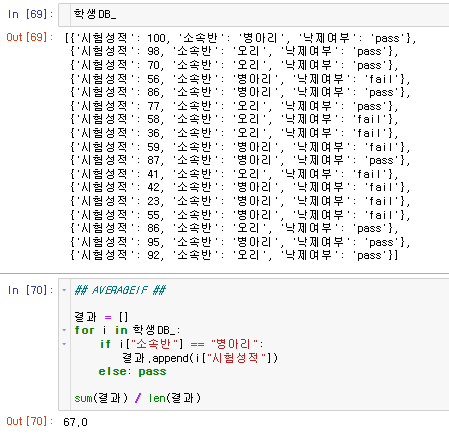 In [69]: 학생DB_
Out [69]: [{'시험성적': 100, '소속반': '병아리', '낙제여부': 'pass'},
{'시험성적': 98, '소속반': '오리', '낙제여부': 'pass'},
{'시험성적': 70, '소속반': '오리', '낙제여부': 'pass'},
{'시험성적': 56, '소속반': '병아리', '낙제여부': 'fail'},
{'시험성적': 86, '소속반': '병아리', '낙제여부': 'pass'},
{'시험성적': 77, '소속반': '오리', '낙제여부': 'pass'},
{'시험성적': 58, '소속반': '오리', '낙제여부': 'fail'},
{'시험성적': 36, '소속반': '오리', '낙제여부': 'fail'},
{'시험성적': 59, '소속반': '병아리', '낙제여부': 'fail'},
{'시험성적': 87, '소속반': '병아리', '낙제여부': 'pass'},
{'시험성적': 41, '소속반': '오리', '낙제여부': 'fail'},
{'시험성적': 42, '소속반': '병아리', '낙제여부': 'fail'},
{'시험성적': 23, '소속반': '병아리', '낙제여부': 'fail'},
{'시험성적': 55, '소속반': '병아리', '낙제여부': 'fail'},
{'시험성적': 86, '소속반': '오리', '낙제여부': 'pass'},
{'시험성적': 95, '소속반': '병아리', '낙제여부': 'pass'},
{'시험성적': 92, '소속반': '오리', '낙제여부': 'pass'}]
In [70]: ## AVERAGEIF ##
결과 = []
for i in 학생DB_:
if i["소속반"] == "병아리":
결과.append(i["시험성적"])
else: pass
sum(결과) / len(결과)
Out [70]: 67.0